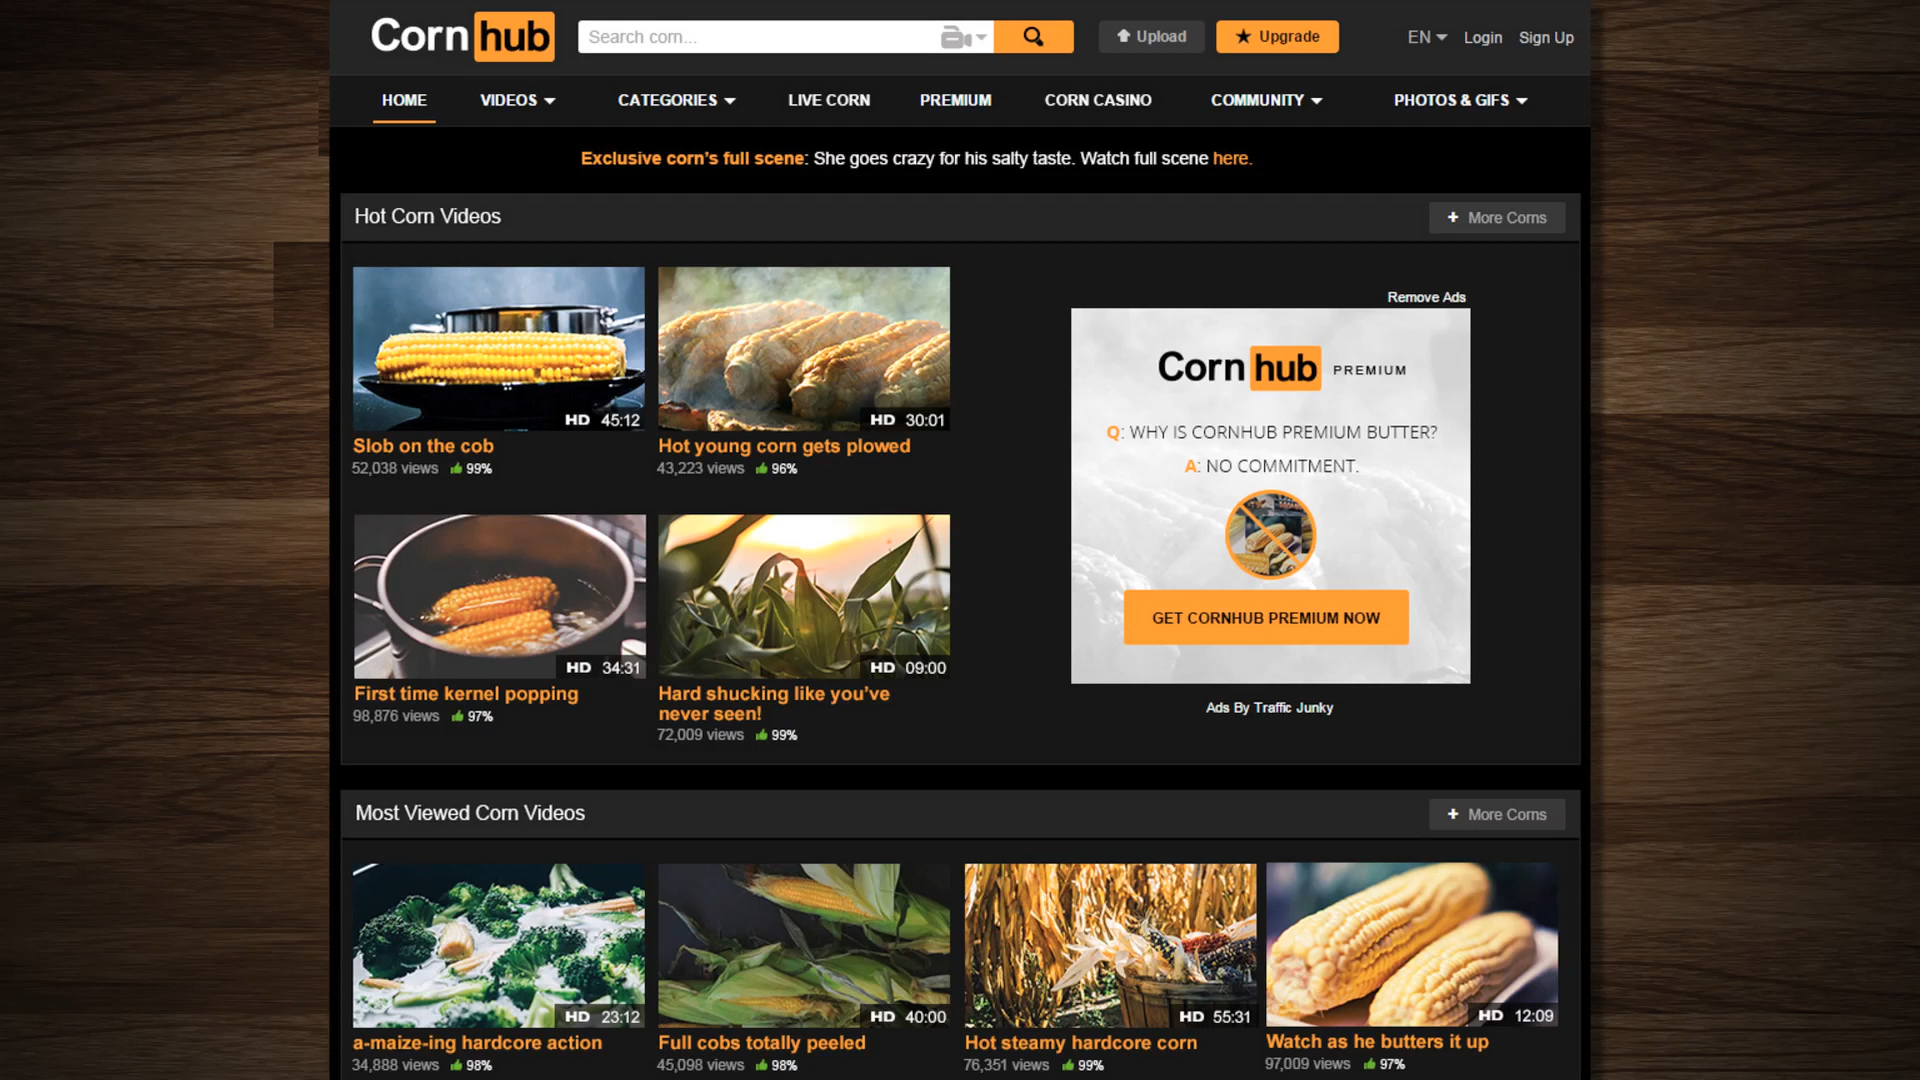 Corn hub
Search corn...
Upload
Upgrade
EN
Login
Sign Up
HOME
VIDEOS
CATEGORIES
LIVE CORN
PREMIUM
CORN CASINO
COMMUNITY
PHOTOS & GIFS
Exclusive corn's full scene: She goes crazy for his salty taste. Watch full scene here.
Hot Corn Videos
+ More Corns
HD 45:12
Slob on the cob
52,038 views 99%
HD 30:01
Hot young corn gets plowed
43,223 views 96%
HD 34:31
First time kernel popping
98,876 views 97%
HD 09:00
Hard shucking like you've
never seen!
72,009 views 99%
Remove Ads
Corn hub PREMIUM
Q: WHY IS CORNHUB PREMIUM BUTTER?
A: NO COMMITMENT.
GET CORNHUB PREMIUM NOW
Ads By Traffic Junky
Most Viewed Corn Videos
+ More Corns
HD 23:12
a-maize-ing hardcore action
34,888 views 98%
HD 40:00
Full cobs totally peeled
45,098 views 98%
HD 55:31
Hot steamy hardcore corn
76,351 views 99%
HD 12:09
Watch as he butters it up
97,009 views 97%